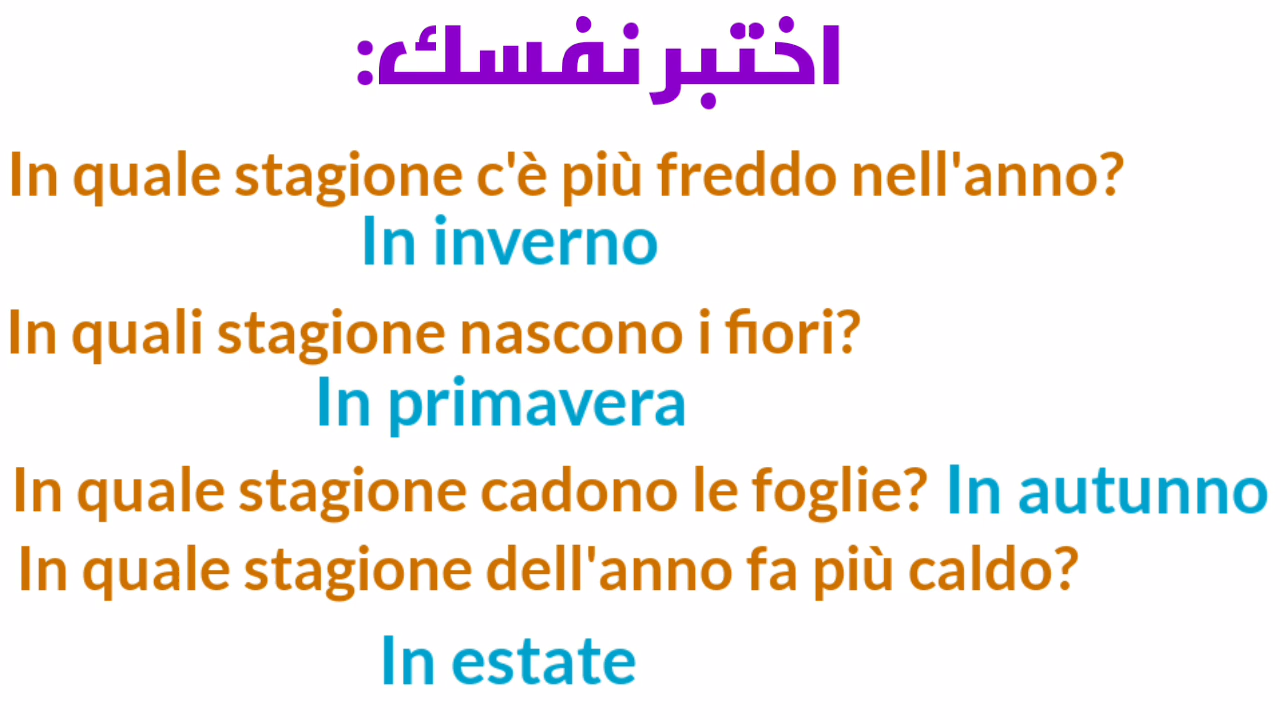 اختبر نفسك:
In quale stagione c'è più freddo nell'anno?
In inverno
In quali stagione nascono i fiori?
In primavera
In quale stagione cadono le foglie? In autunno
In quale stagione dell'anno fa più caldo?
In estate